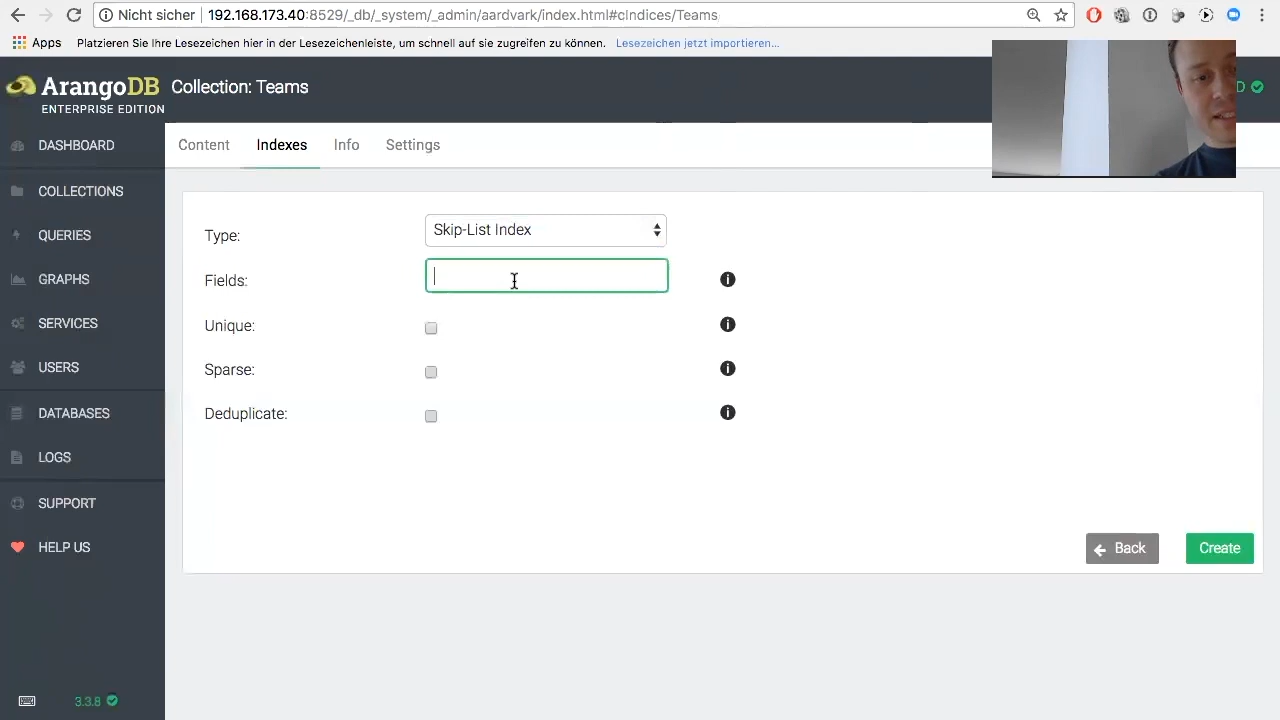 Nicht sicher 192.168.173.40:8529/_db/_system/_admin/aardvark/index.html#cIndices/Teams
Apps Platzieren Sie Ihre Lesezeichen hier in der Lesezeichenleiste, um schnell auf sie zugreifen zu können. Lesezeichen jetzt importieren...
ArangoDB
ENTERPRISE EDITION
Collection: Teams
D
DASHBOARD
COLLECTIONS
QUERIES
GRAPHS
SERVICES
USERS
DATABASES
LOGS
SUPPORT
HELP US
3.3.8
Content Indexes Info Settings
Type: Skip-List Index
Fields:
Unique:
Sparse:
Deduplicate:
Back Create